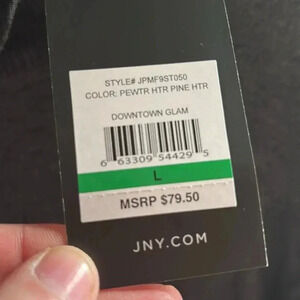 STYLE# JPMF9ST050
COLOR: PEWTR HTR PINE HTR
DOWNTOWN GLAM
6 63309 54429 5
L
MSRP $79.50
JNY.COM